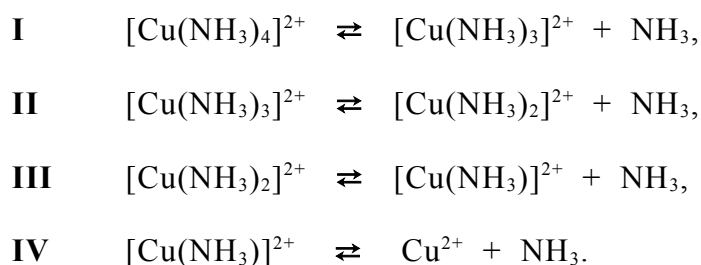 I [Cu(NH₃)₄]²⁺ ⇄ [Cu(NH₃)₃]²⁺ + NH₃,
II [Cu(NH₃)₃]²⁺ ⇄ [Cu(NH₃)₂]²⁺ + NH₃,
III [Cu(NH₃)₂]²⁺ ⇄ [Cu(NH₃)]²⁺ + NH₃,
IV [Cu(NH₃)]²⁺ ⇄ Cu²⁺ + NH₃.